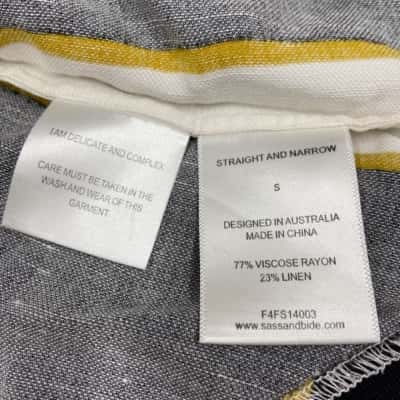 I AM DELICATE AND COMPLEX
CARE MUST BE TAKEN IN THE
WASH AND WEAR OF THIS
GARMENT.
STRAIGHT AND NARROW
S
DESIGNED IN AUSTRALIA
MADE IN CHINA
77% VISCOSE RAYON
23% LINEN
F4FS14003
www.sassandbide.com